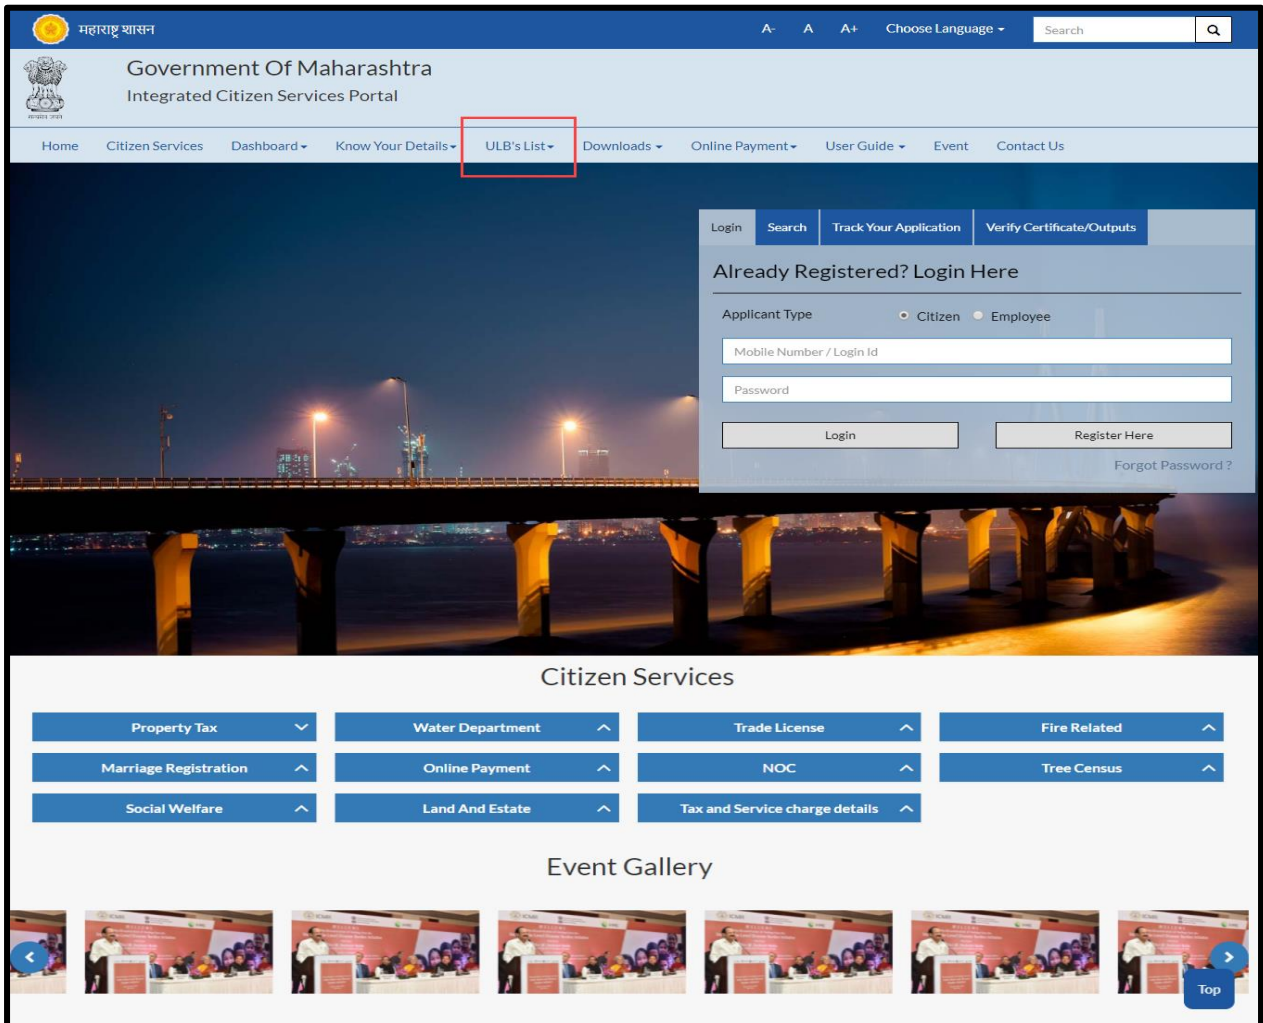 महाराष्ट्र शासन
A- A A+ Choose Language Search
Government Of Maharashtra
Integrated Citizen Services Portal
Home Citizen Services Dashboard Know Your Details ULB's List Downloads Online Payment User Guide Event Contact Us
Login Search Track Your Application Verify Certificate/Outputs
Already Registered? Login Here
Applicant Type Citizen Employee
Mobile Number / Login Id
Password
Login Register Here
Forgot Password ?
Citizen Services
Property Tax Water Department Trade License Fire Related
Marriage Registration Online Payment NOC Tree Census
Social Welfare Land And Estate Tax and Service charge details
Event Gallery
Top